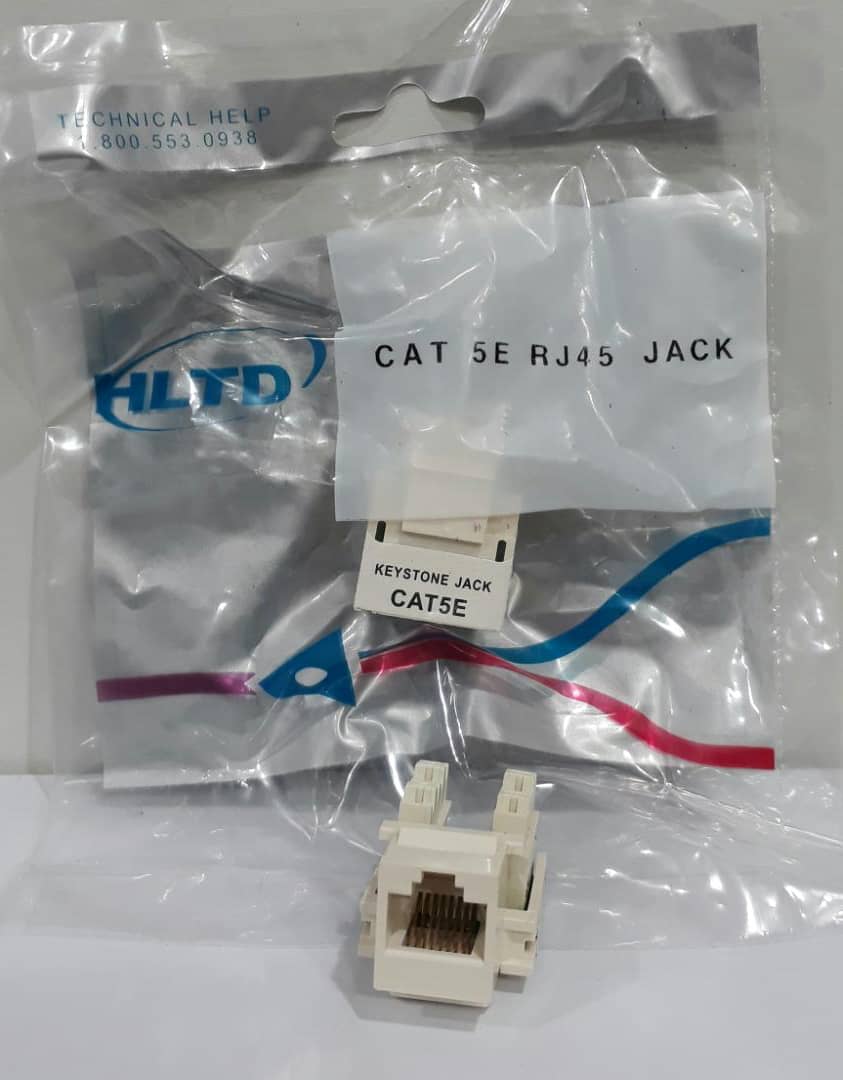 TECHNICAL HELP
1.800.553.0938
HLTD
CAT 5E RJ45 JACK
KEYSTONE JACK
CAT5E